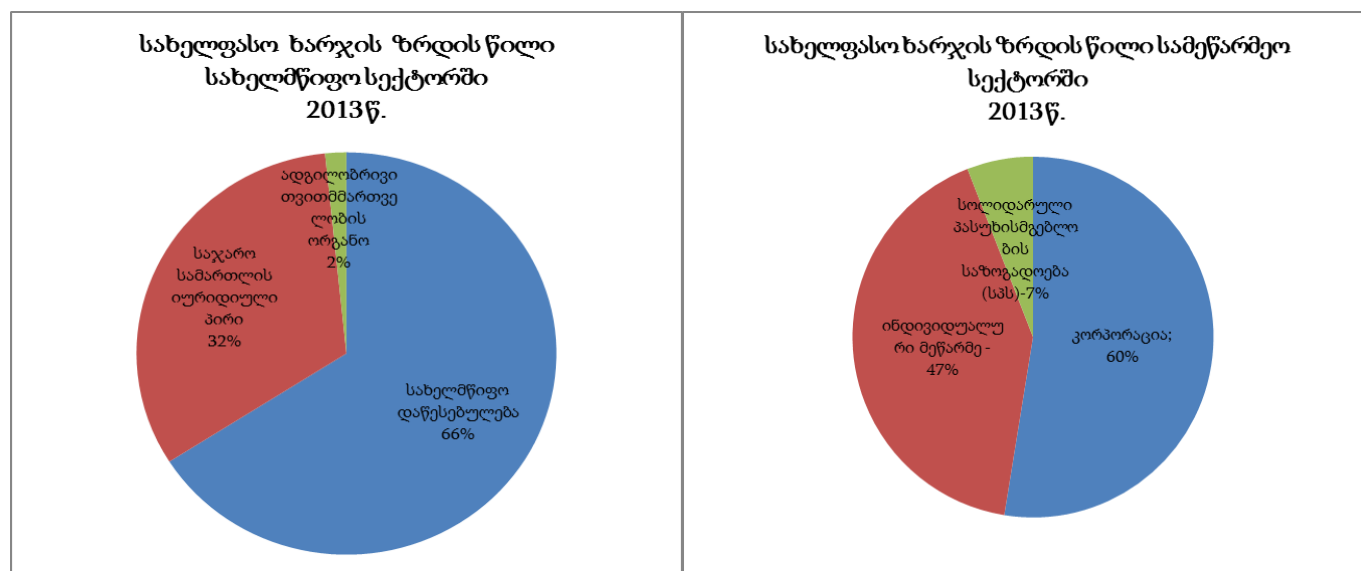 სახელფასო ხარჯის ზრდის წილი
სახელმწიფო სექტორში
2013წ.
ადგილობრივი
თვითმმართვე
ლობის
ორგანო
2%
საჯარო
სამართლის
იურიდიული
პირი
32%
სახელმწიფო
დაწესებულება
66%
სახელფასო ხარჯის ზრდის წილი სამეწარმეო
სექტორში
2013წ.
სოლიდარული
პასუხისმგებლო
ბის
საზოგადოება
(სპს)-7%
ინდივიდუალუ
რი მეწარმე -
47%
კორპორაცია;
60%